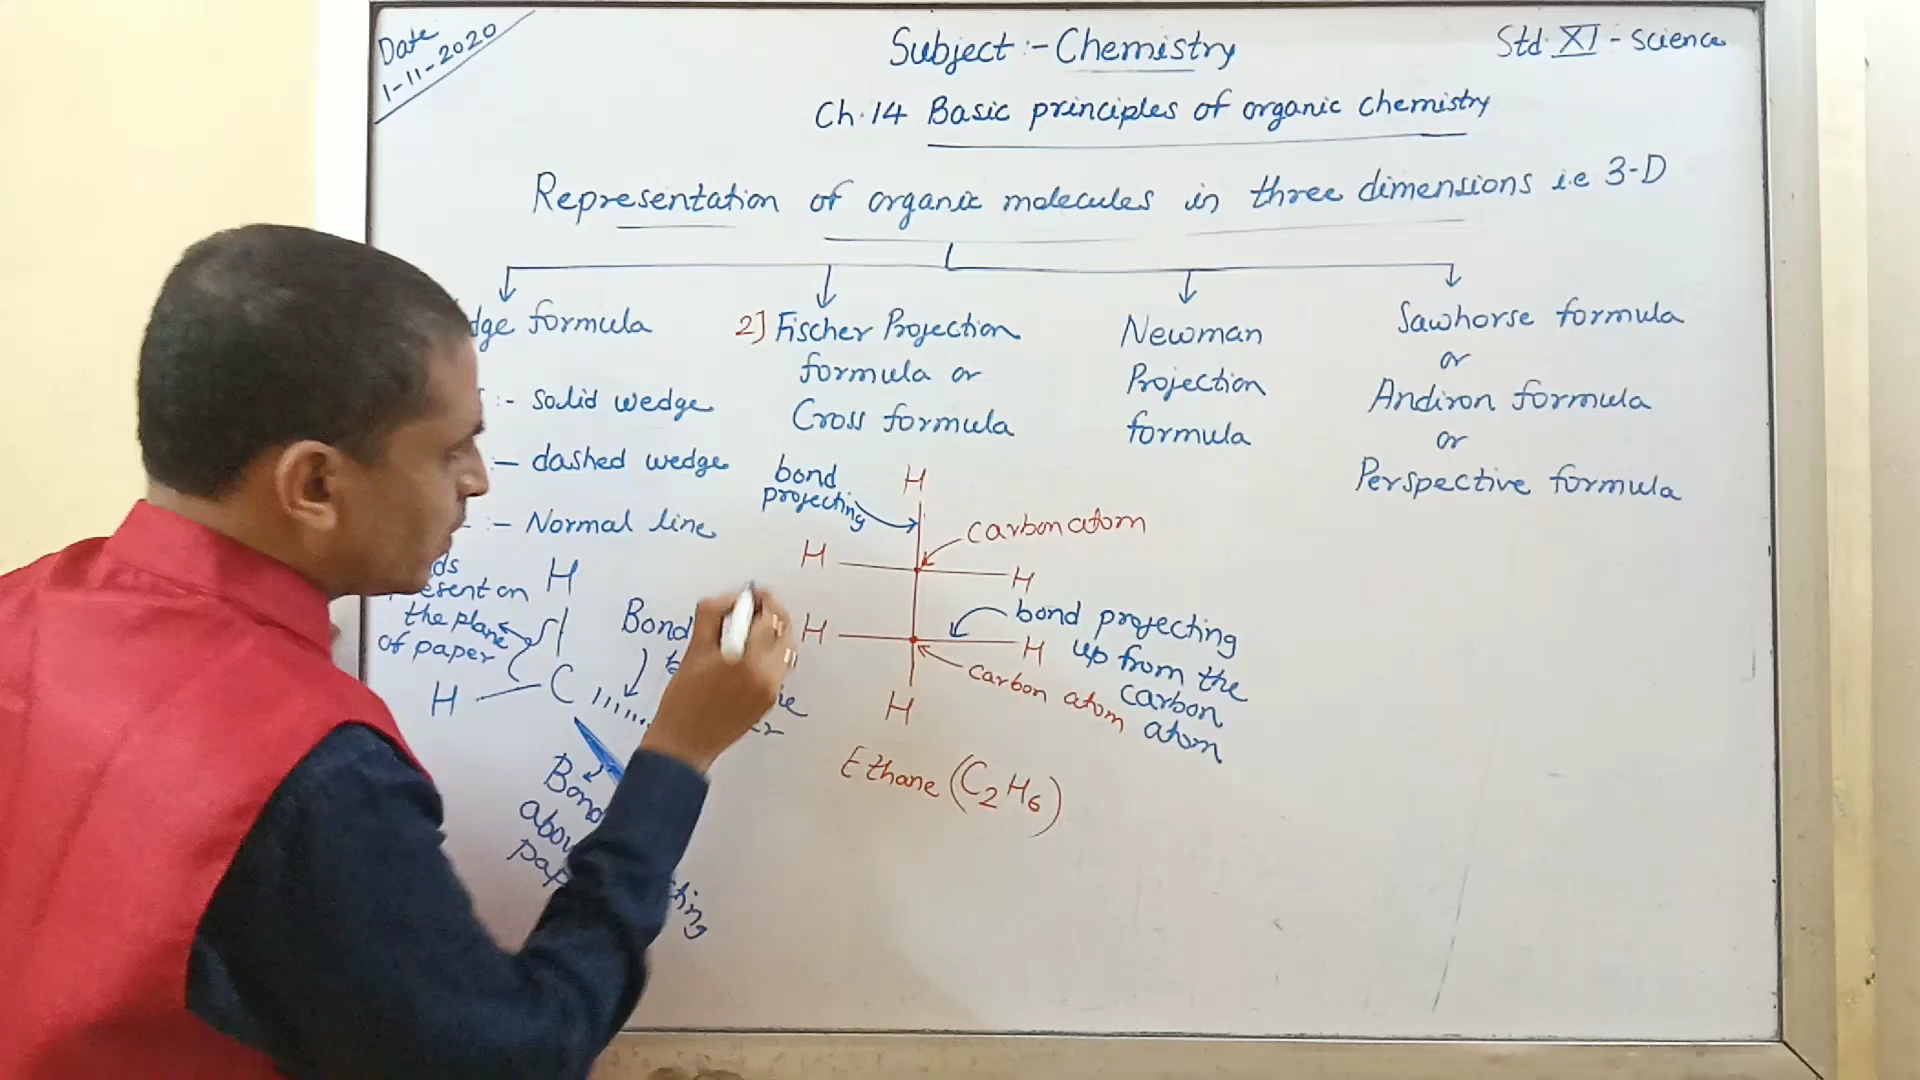 Date
1-11-2020
Subject :- Chemistry
Std. XI - Science
Ch.14 Basic principles of organic chemistry
Representation of organic molecules in three dimensions i.e 3-D
formula
:- solid wedge
- dashed wedge
:- Normal line
2] Fischer Projection
formula or
Cross formula
Newman
Projection
formula
Sawhorse formula
or
Andiron formula
or
Perspective formula
on
the plane
of paper
H
H
C
Bond
bond
projecting
H
carbon atom
H
H
H
H
H
carbon atom
bond projecting
up from the
carbon
atom
Ethane (C2H6)